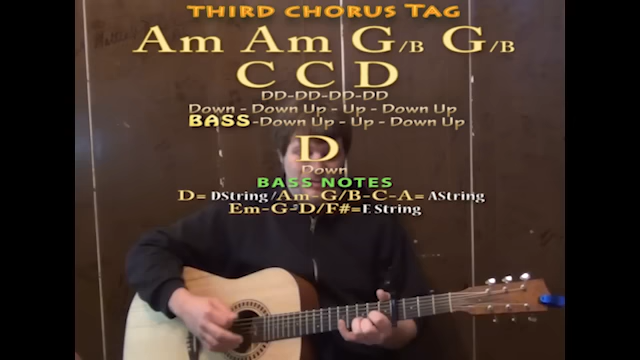 THIRD CHORUS TAG
Am Am G/B G/B
C C D
DD-DD-DD-DD
Down - Down Up - Up - Down Up
BASS-Down Up - Up - Down Up
D
Down
BASS NOTES
D= DString /Am-G/B-C-A= AString
Em-G-D/F#=E String